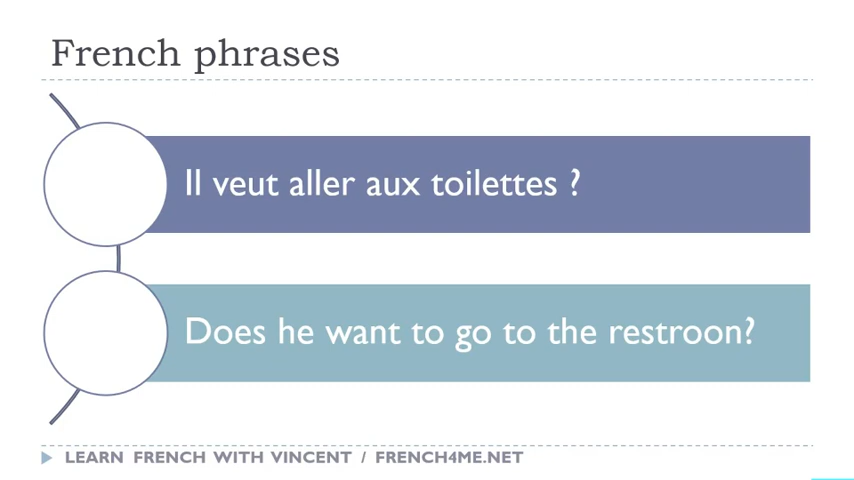 French phrases
Il veut aller aux toilettes ?
Does he want to go to the restroon?
LEARN FRENCH WITH VINCENT / FRENCH4ME.NET